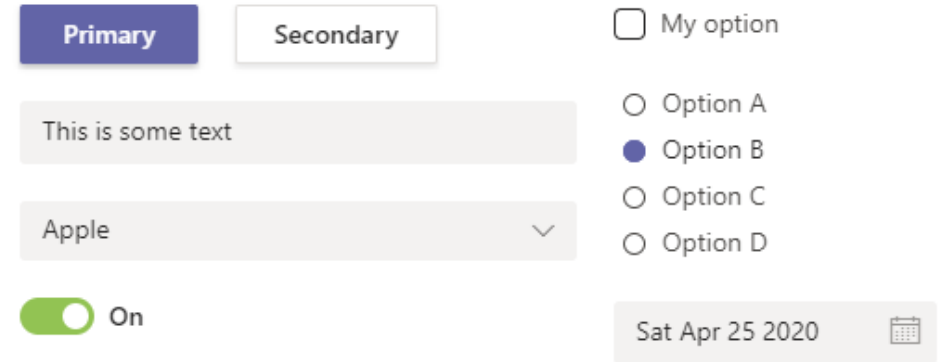 Primary
Secondary
This is some text
Apple
On
My option
Option A
Option B
Option C
Option D
Sat Apr 25 2020